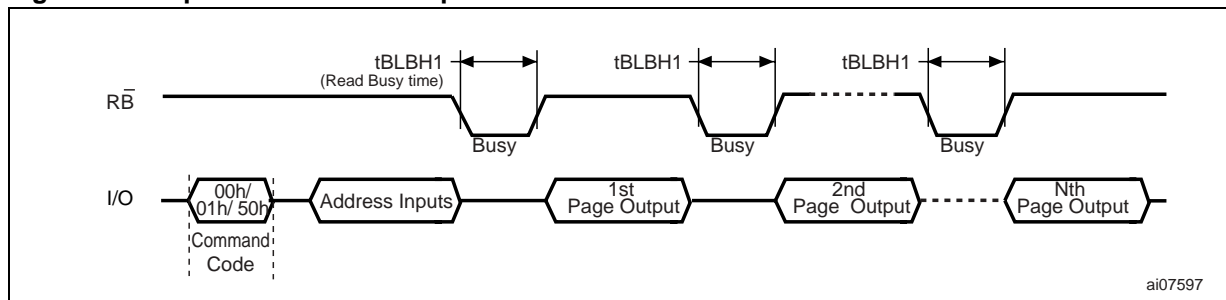 tBLBH1
(Read Busy time)
tBLBH1
tBLBH1
RB̅
Busy
Busy
Busy
I/O
00h/
01h/ 50h
Address Inputs
1st
Page Output
2nd
Page Output
Nth
Page Output
Command
Code
ai07597